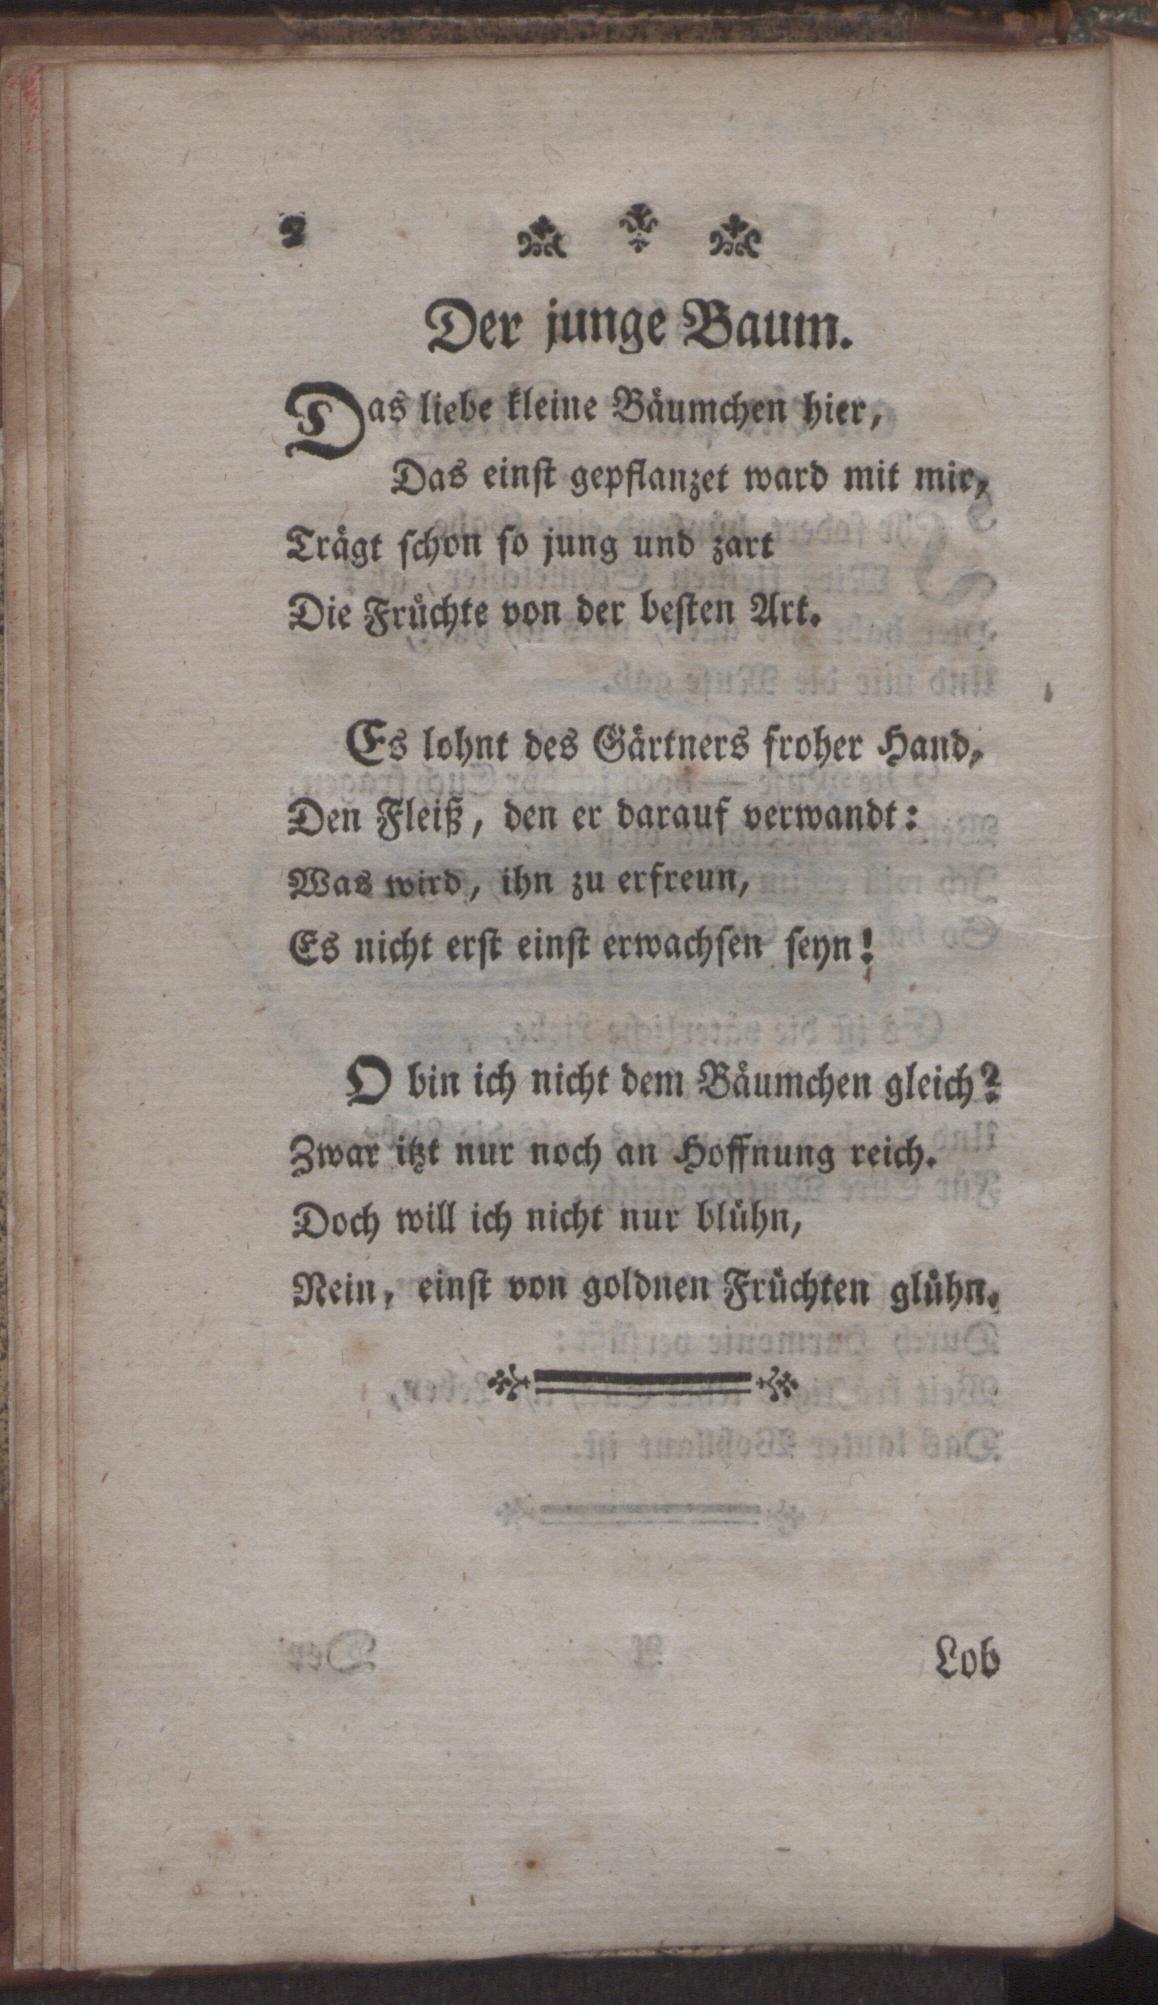 2
Der junge Baum.
Das liebe kleine Bäumchen hier,
Das einst gepflanzet ward mit mir,
Trägt schon so jung und zart
Die Früchte von der besten Art.
Es lohnt des Gärtners froher Hand,
Den Fleiß, den er darauf verwandt:
Was wird, ihn zu erfreun,
Es nicht erst einst erwachsen seyn!
O bin ich nicht dem Bäumchen gleich?
Zwar itzt nur noch an Hoffnung reich.
Doch will ich nicht nur blühn,
Nein, einst von goldnen Früchten glühn.
Lob